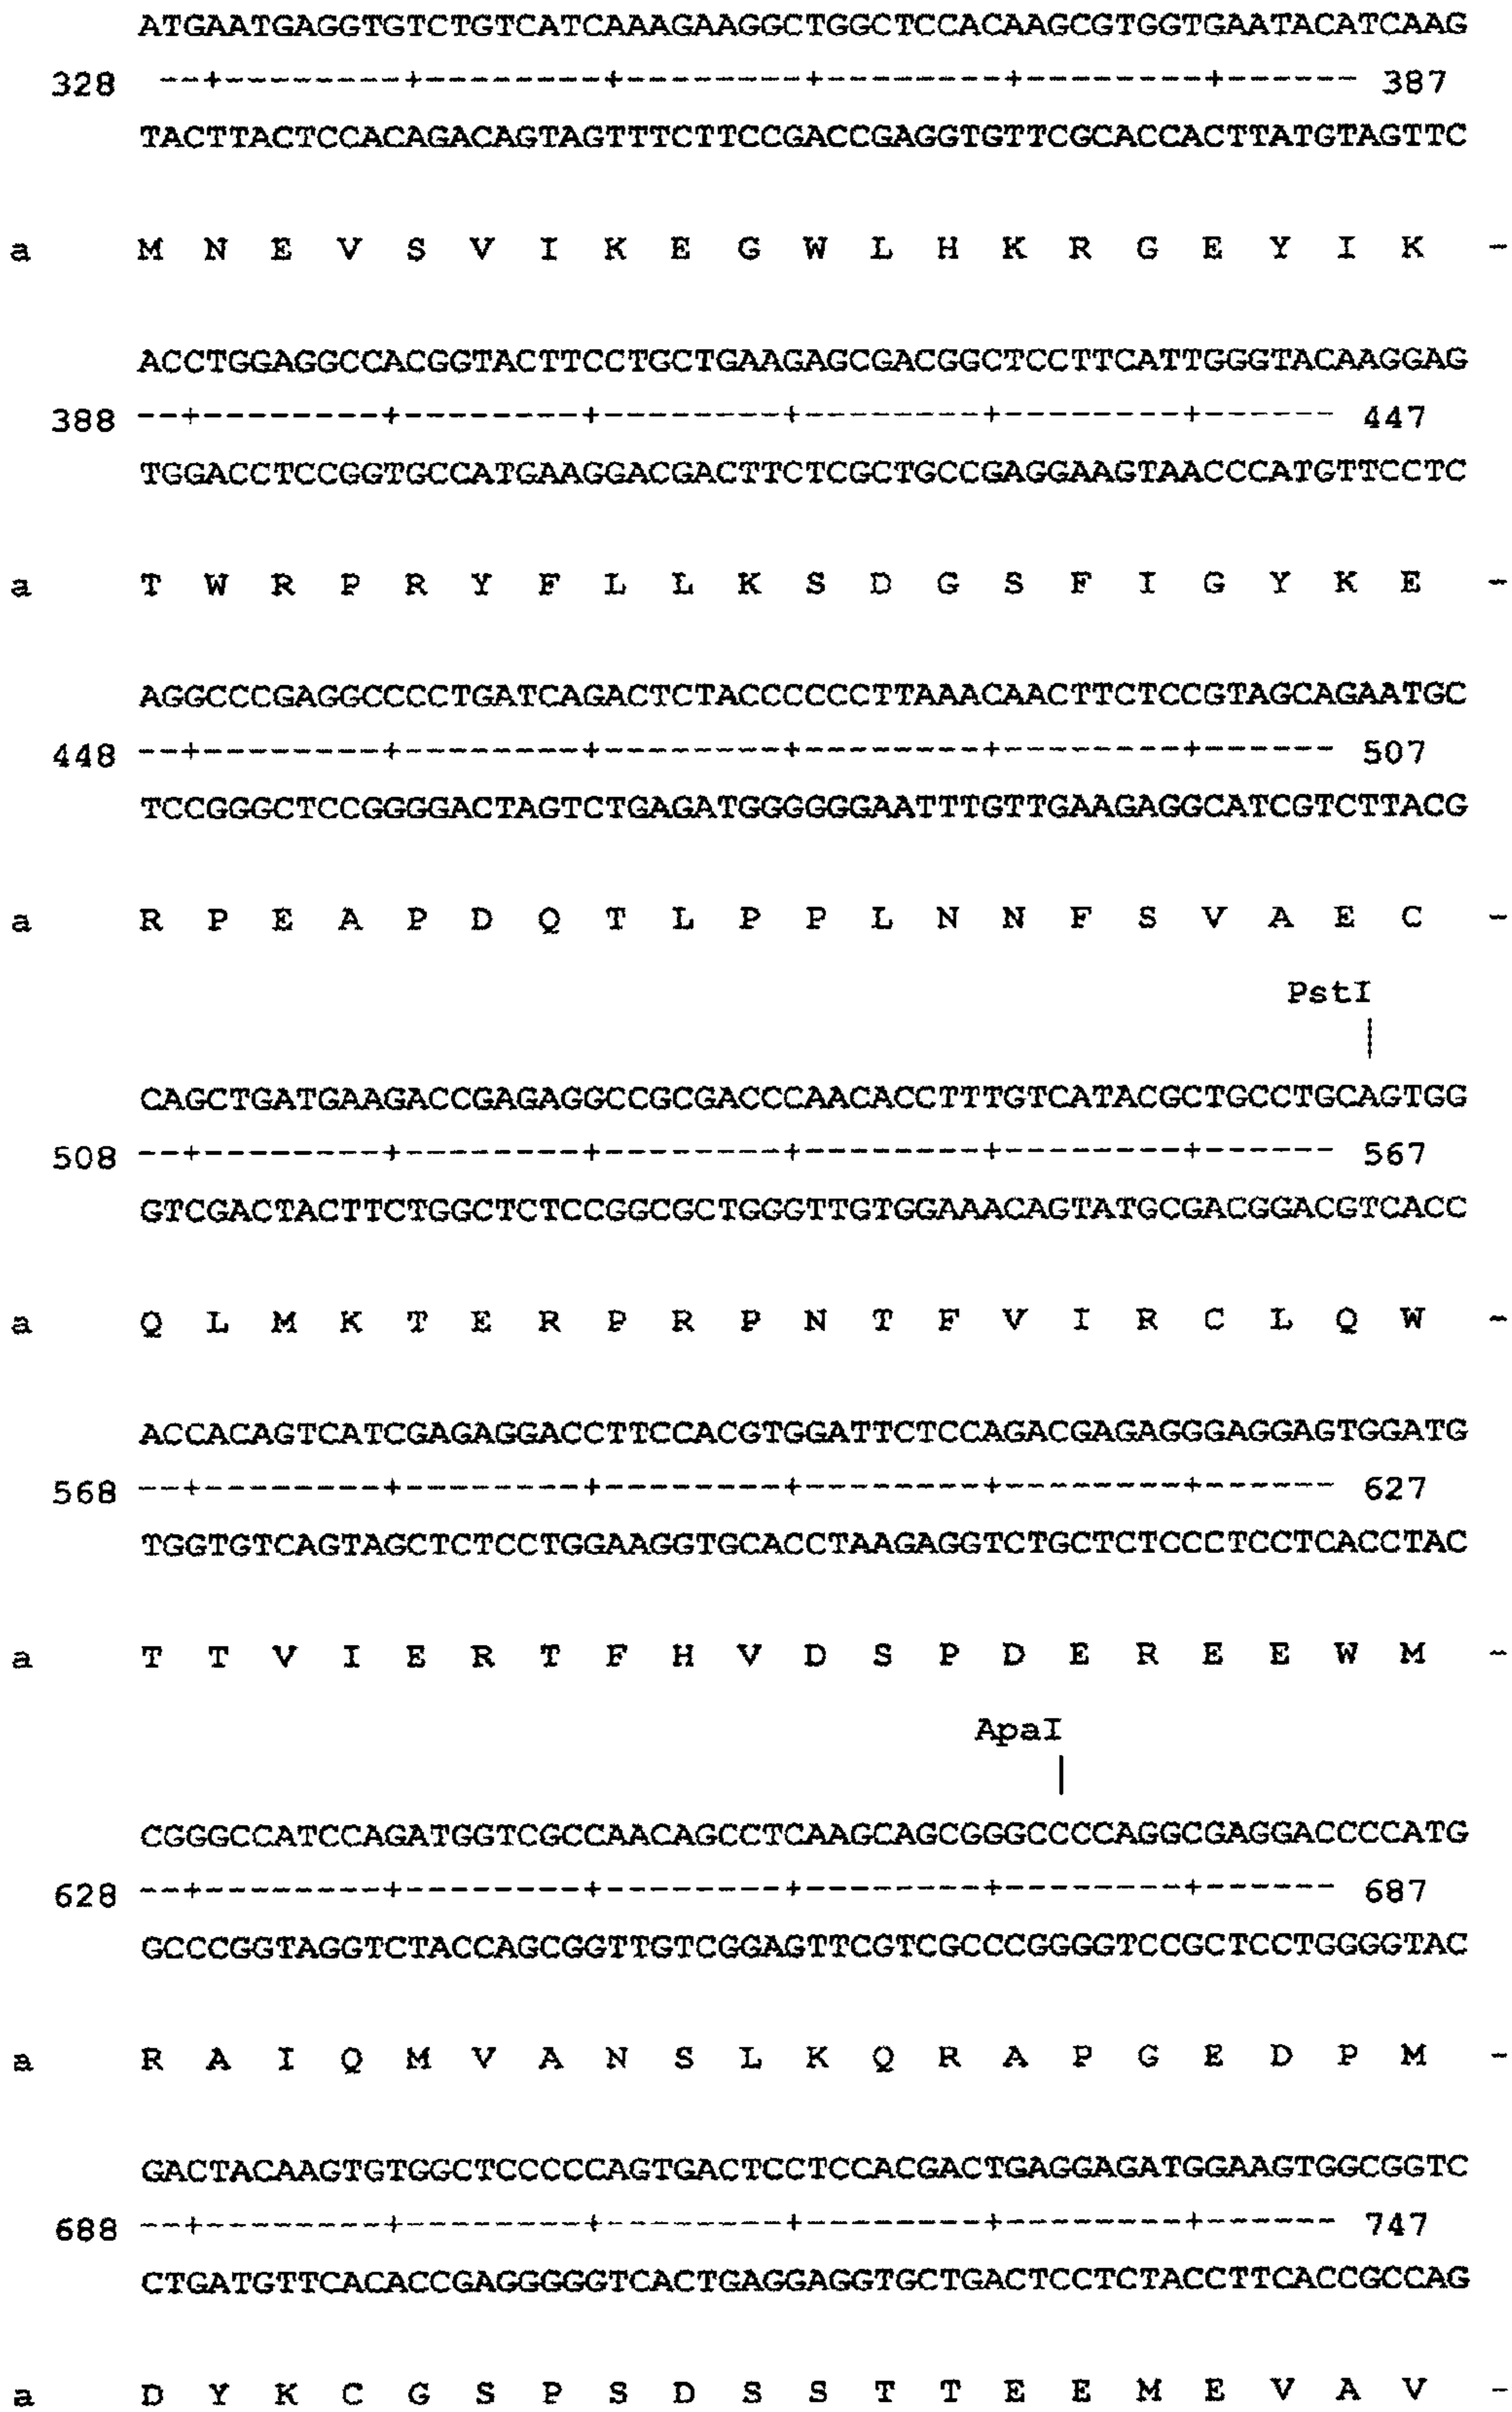 ATGAATGAGGTGTCTGTCATCAAAGAAGGCTGGCTCCACAAGCGTGGTGAATACATCAAG
328 --+---------+---------+---------+---------+---------+------- 387
TACTTACTCCACAGACAGTAGTTTCTTCCGACCGAGGTGTTCGCACCACTTATGTAGTTC
a M N E V S V I K E G W L H K R G E Y I K -
ACCTGGAGGCCACGGTACTTCCTGCTGAAGAGCGACGGCTCCTTCATTGGGTACAAGGAG
388 --+---------+---------+---------+---------+---------+------- 447
TGGACCTCCGGTGCCATGAAGGACGACTTCTCGCTGCCGAGGAAGTAACCCATGTTCCTC
a T W R P R Y F L L K S D G S F I G Y K E -
AGGCCCGAGGCCCCTGATCAGACTCTACCCCCCTTAAACAACTTCTCCGTAGCAGAATGC
448 --+---------+---------+---------+---------+---------+------- 507
TCCGGGCTCCGGGGACTAGTCTGAGATGGGGGGAATTTGTTGAAGAGGCATCGTCTTACG
a R P E A P D Q T L P P L N N F S V A E C -
PstI
|
CAGCTGATGAAGACCGAGAGGCCGCGACCCAACACCTTTGTCATACGCTGCCTGCAGTGG
508 --+---------+---------+---------+---------+---------+------- 567
GTCGACTACTTCTGGCTCTCCGGCGCTGGGTTGTGGAAACAGTATGCGACGGACGTCACC
a Q L M K T E R P R P N T F V I R C L Q W -
ACCACAGTCATCGAGAGGACCTTCCACGTGGATTCTCCAGACGAGAGGGAGGAGTGGATG
568 --+---------+---------+---------+---------+---------+------- 627
TGGTGTCAGTAGCTCTCCTGGAAGGTGCACCTAAGAGGTCTGCTCTCCCTCCTCACCTAC
a T T V I E R T F H V D S P D E R E E W M -
ApaI
|
CGGGCCATCCAGATGGTCGCCAACAGCCTCAAGCAGCGGGCCCCAGGCGAGGACCCCATG
628 --+---------+---------+---------+---------+---------+------- 687
GCCCGGTAGGTCTACCAGCGGTTGTCGGAGTTCGTCGCCCGGGGTCCGCTCCTGGGGTAC
a R A I Q M V A N S L K Q R A P G E D P M -
GACTACAAGTGTGGCTCCCCCAGTGACTCCTCCACGACTGAGGAGATGGAAGTGGCGGTC
688 --+---------+---------+---------+---------+---------+------- 747
CTGATGTTCACACCGAGGGGGTCACTGAGGAGGTGCTGACTCCTCTACCTTCACCGCCAG
a D Y K C G S P S D S S T T E E M E V A V -